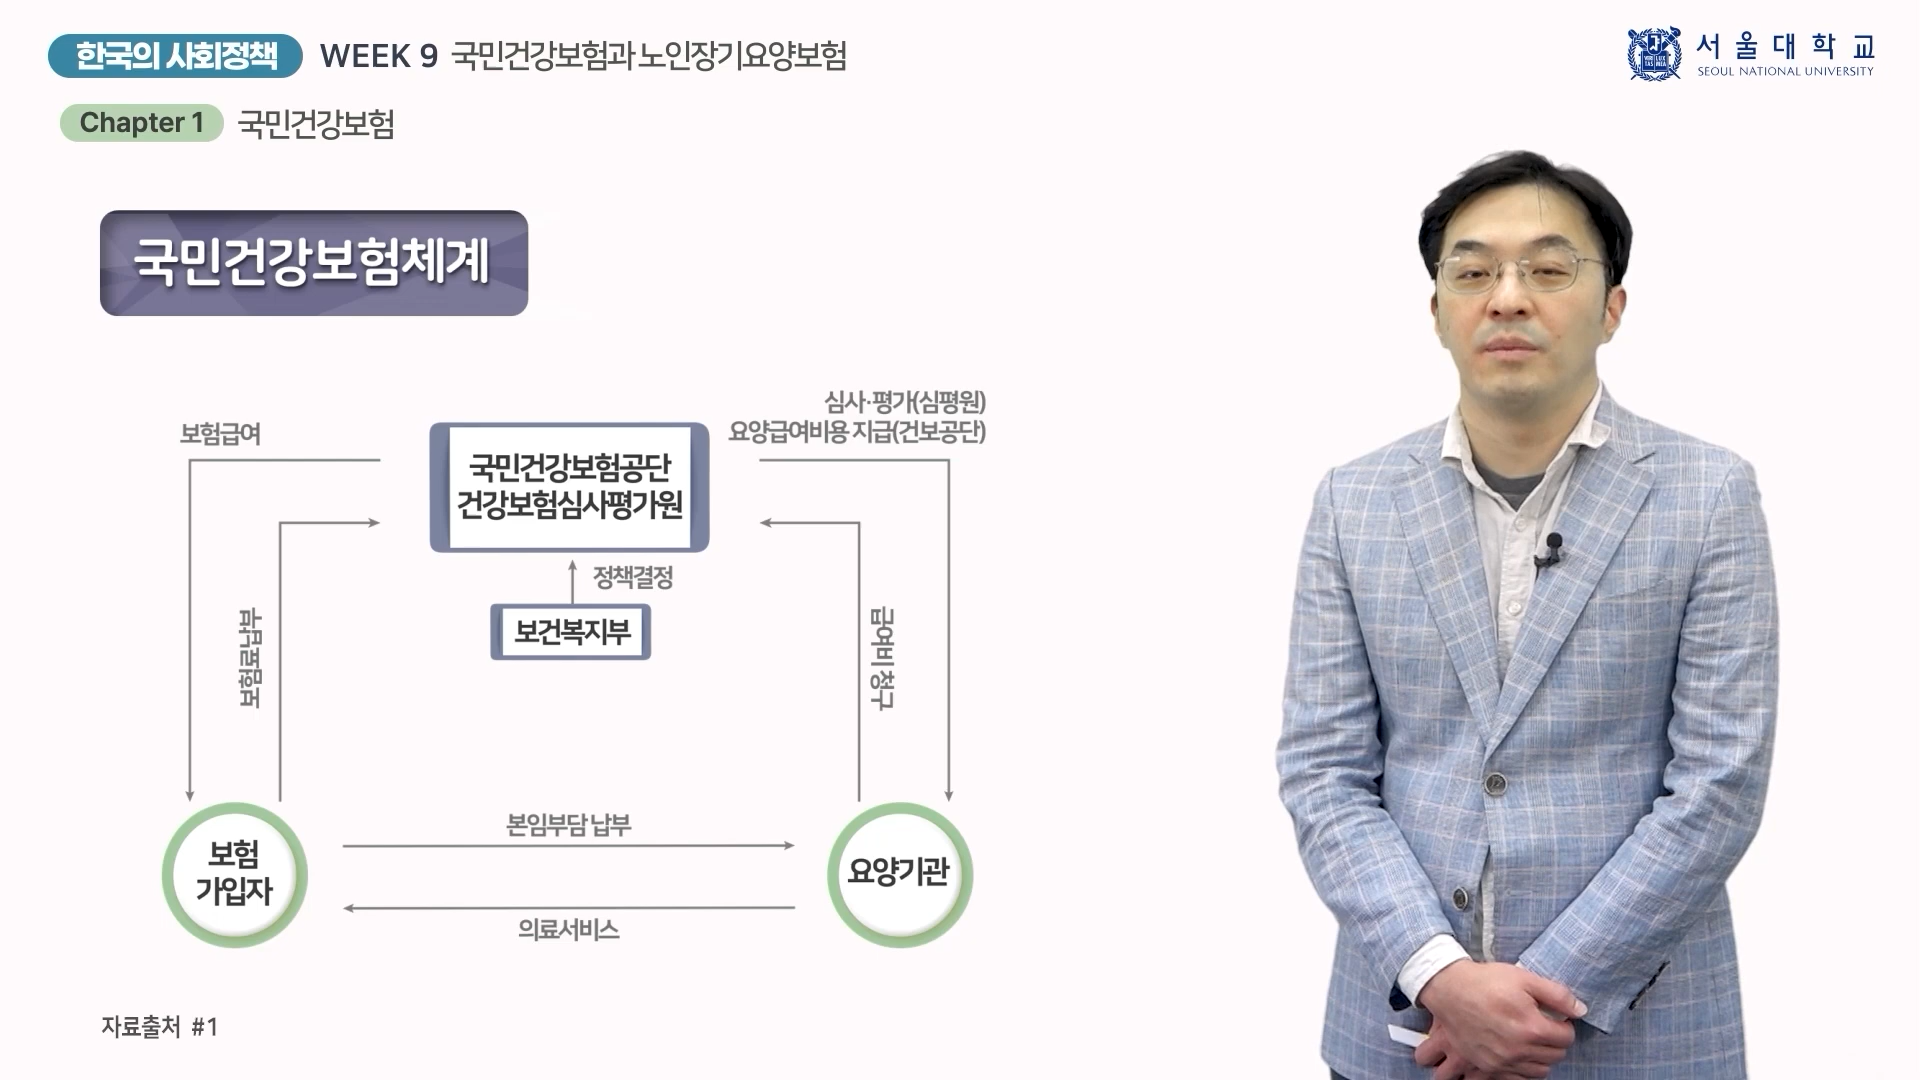 한국의 사회정책 WEEK 9 국민건강보험과 노인장기요양보험
서울대학교
SEOUL NATIONAL UNIVERSITY
Chapter 1 국민건강보험
국민건강보험체계
보험급여
심사·평가(심평원)
요양급여비용 지급(건보공단)
국민건강보험공단
건강보험심사평가원
정책결정
보건복지부
보험료납부
급여비 청구
보험
가입자
본임부담 납부
요양기관
의료서비스
자료출처 #1